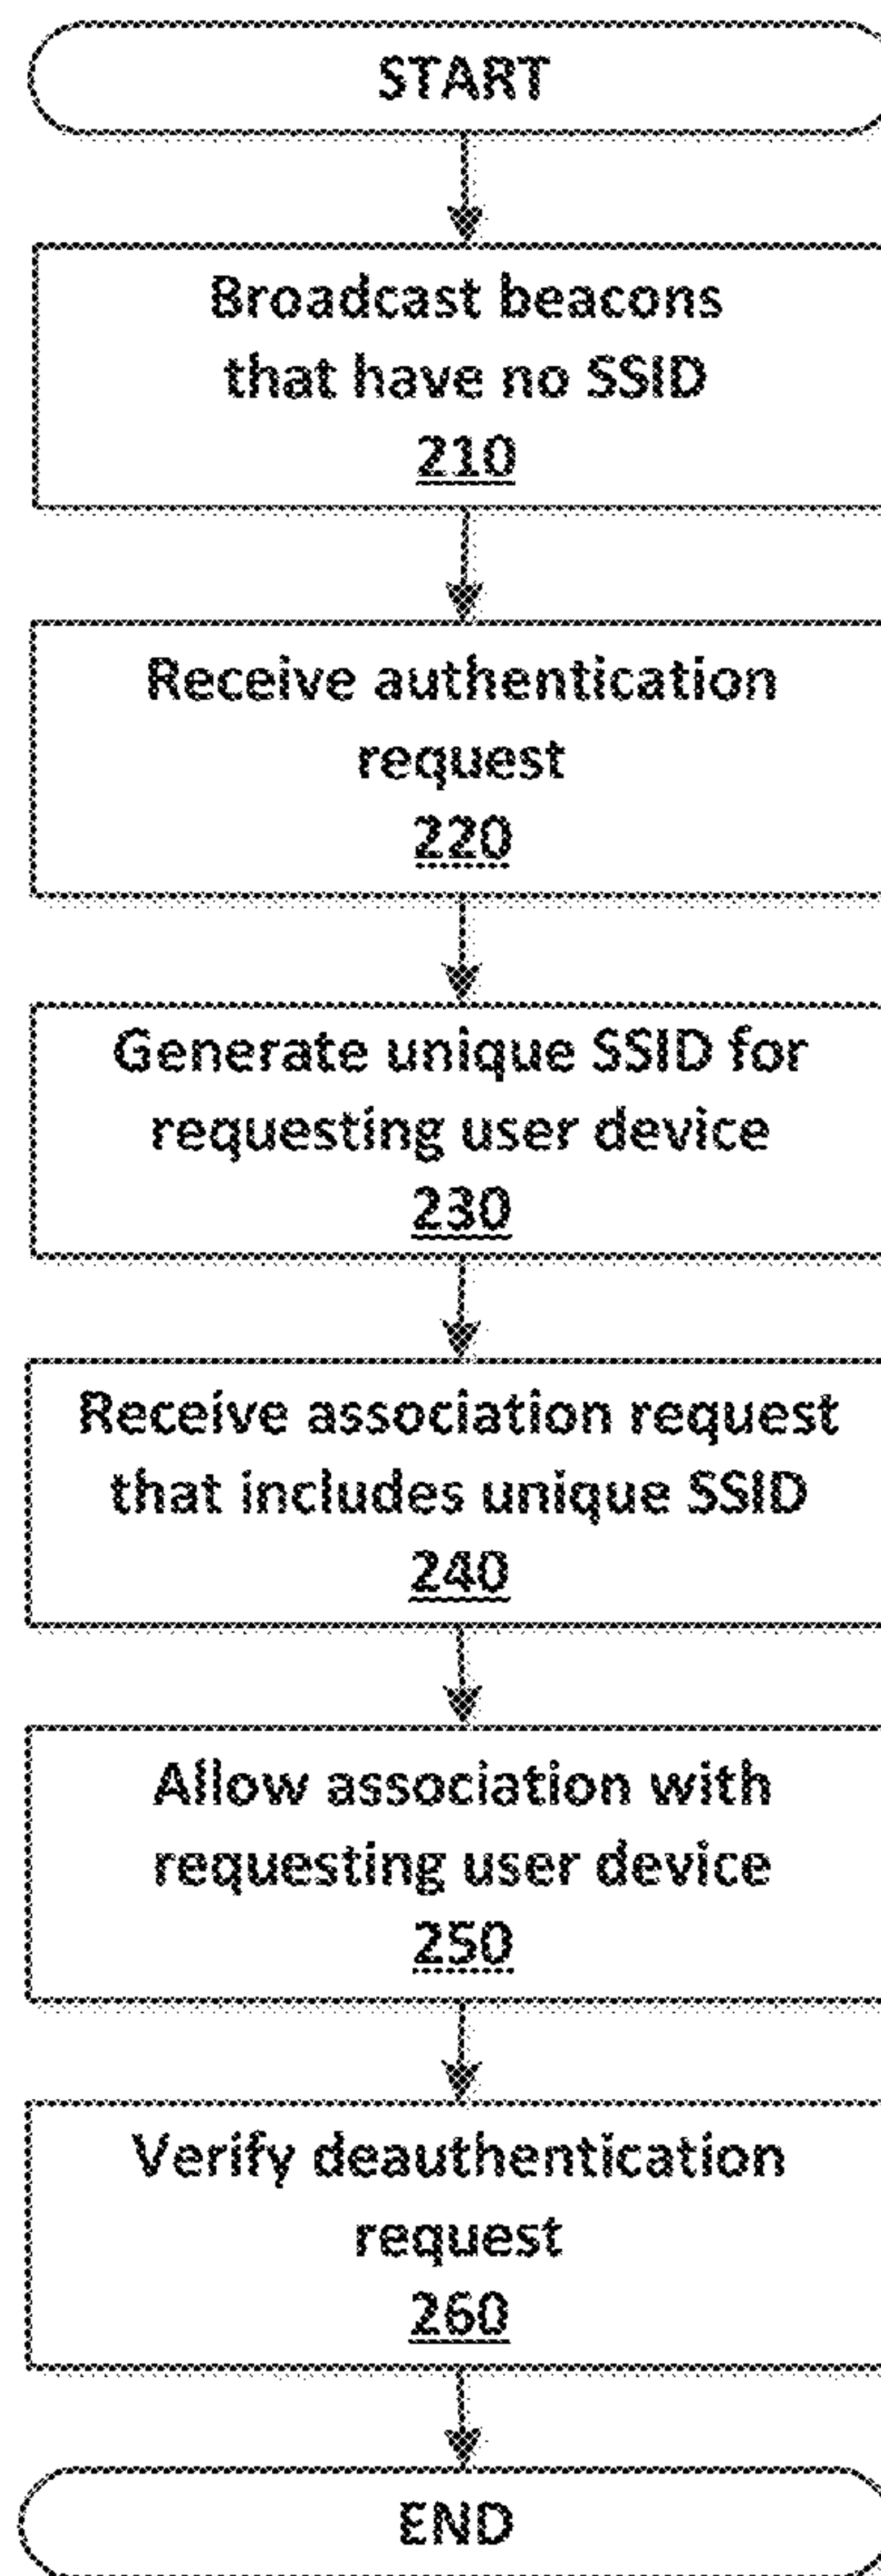 START
Broadcast beacons
that have no SSID
210
Receive authentication
request
220
Generate unique SSID for
requesting user device
230
Receive association request
that includes unique SSID
240
Allow association with
requesting user device
250
Verify deauthentication
request
260
END